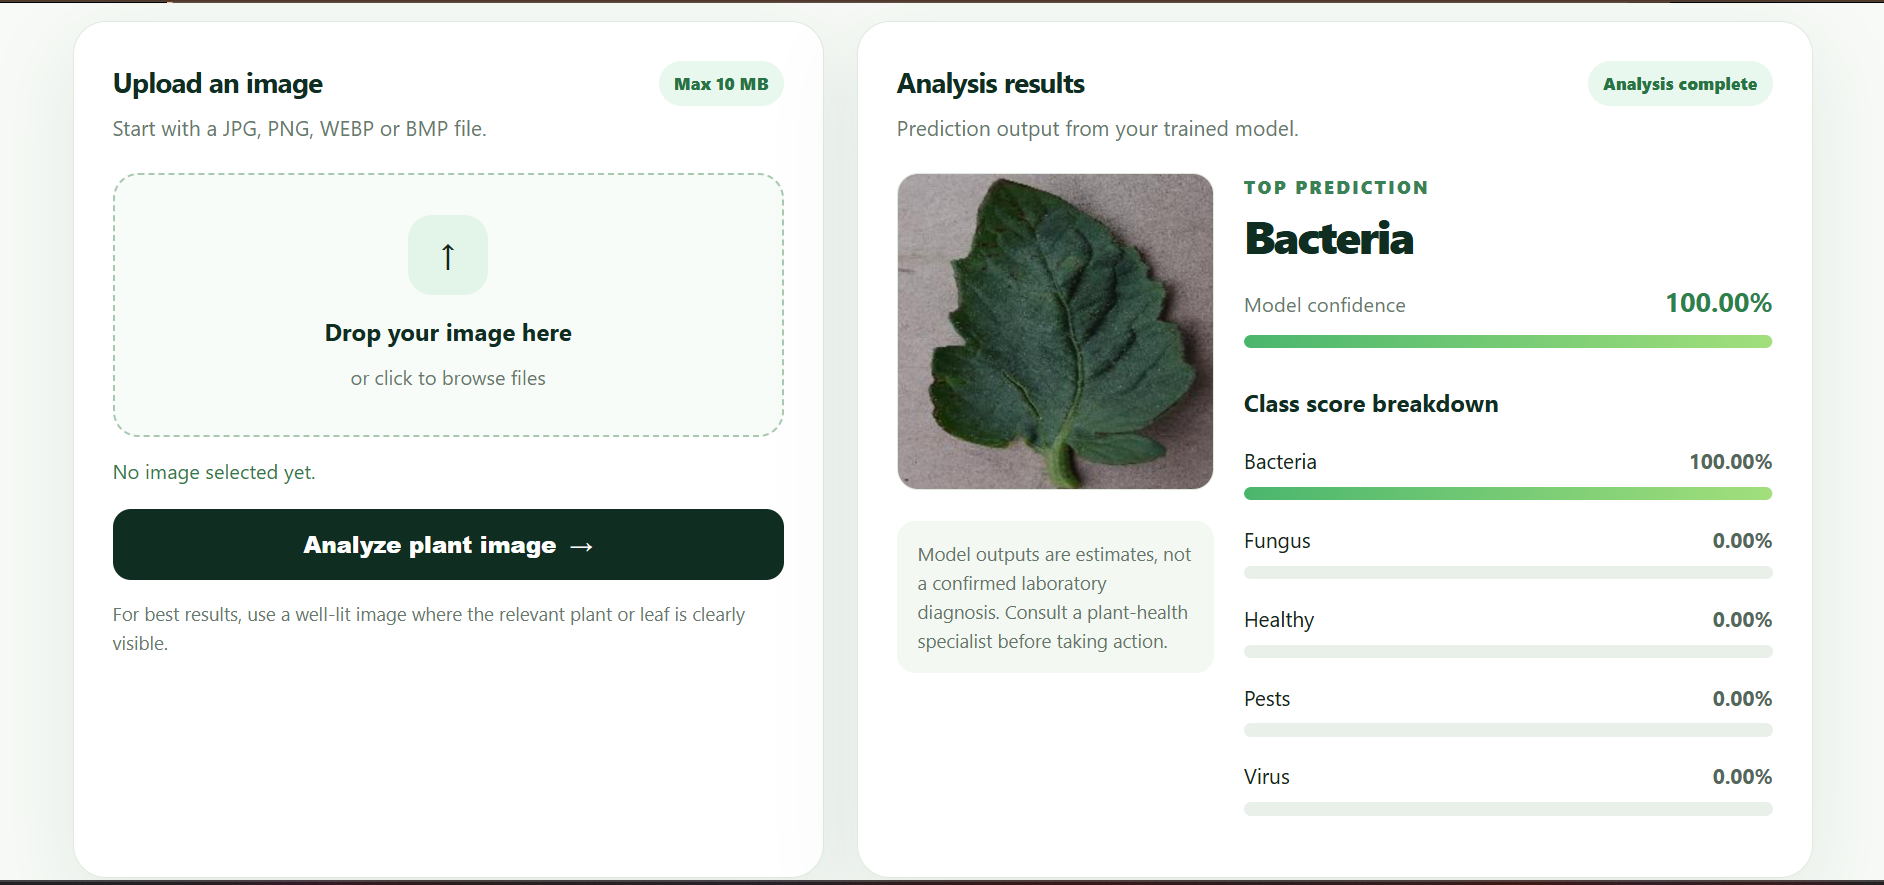 Upload an image
Max 10 MB
Start with a JPG, PNG, WEBP or BMP file.
↑
Drop your image here
or click to browse files
No image selected yet.
Analyze plant image →
For best results, use a well-lit image where the relevant plant or leaf is clearly
visible.
Analysis results
Analysis complete
Prediction output from your trained model.
Model outputs are estimates, not
a confirmed laboratory
diagnosis. Consult a plant-health
specialist before taking action.
TOP PREDICTION
Bacteria
Model confidence 100.00%
Class score breakdown
Bacteria 100.00%
Fungus 0.00%
Healthy 0.00%
Pests 0.00%
Virus 0.00%